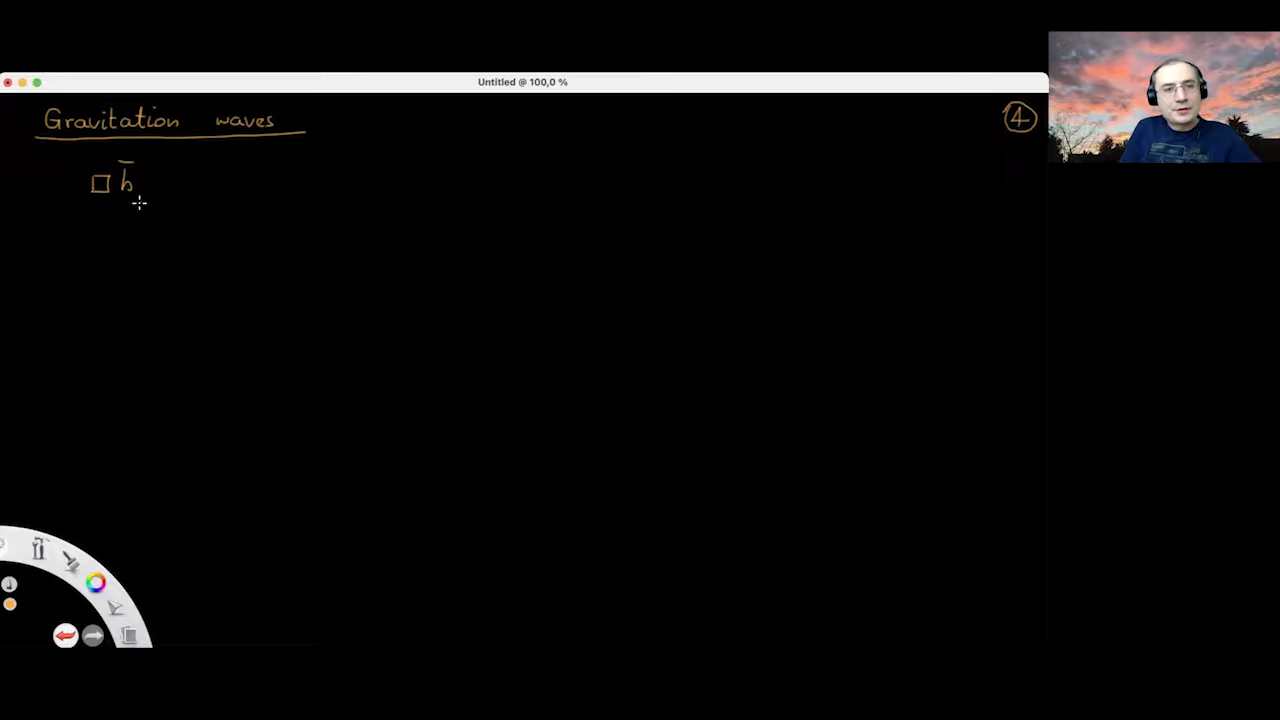 Untitled @ 100,0 %
Gravitation waves
④
□ h̄